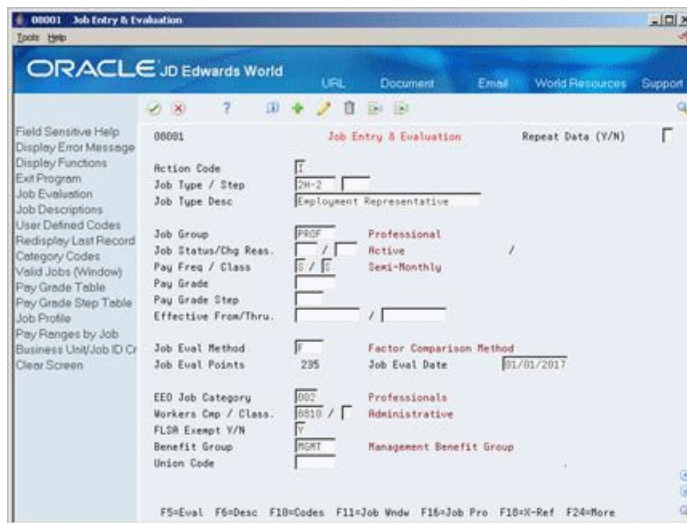 08001 Job Entry & Evaluation
Tools Help
ORACLE JD Edwards World
URL Document Email World Resources Support
?
Field Sensitive Help
Display Error Message
Display Functions
Exit Program
Job Evaluation
Job Descriptions
User Defined Codes
Redisplay Last Record
Category Codes
Valid Jobs (Window)
Pay Grade Table
Pay Grade Step Table
Job Profile
Pay Ranges by Job
Business Unit/Job ID Cr
Clear Screen
08001 Job Entry & Evaluation Repeat Data (Y/N)
Action Code I
Job Type / Step 2H-2
Job Type Desc Employment Representative
Job Group PROF Professional
Job Status/Chg Reas. / Active /
Pay Freq / Class S / S Semi-Monthly
Pay Grade
Pay Grade Step
Effective From/Thru. /
Job Eval Method F Factor Comparison Method
Job Eval Points 235 Job Eval Date 01/01/2017
EEO Job Category 002 Professionals
Workers Cmp / Class. 8810 / Administrative
FLSA Exempt Y/N Y
Benefit Group MGMT Management Benefit Group
Union Code
F5=Eval F6=Desc F10=Codes F11=Job Wndw F16=Job Pro F18=X-Ref F24=More